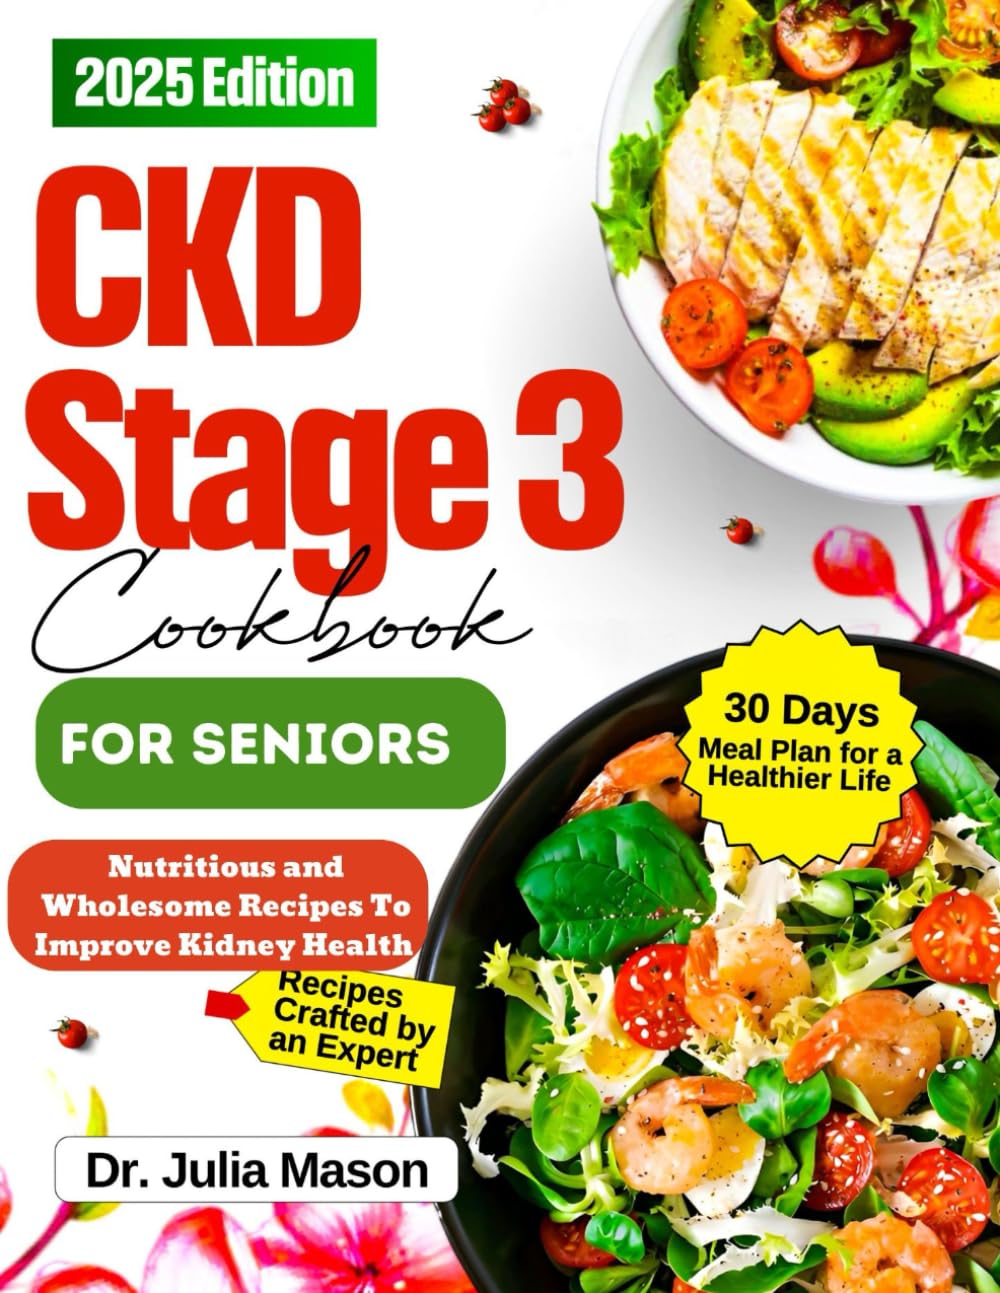 2025 Edition
CKD
Stage 3
Cookbook
FOR SENIORS
30 Days
Meal Plan for a
Healthier Life
Nutritious and
Wholesome Recipes To
Improve Kidney Health
Recipes
Crafted by
an Expert
Dr. Julia Mason